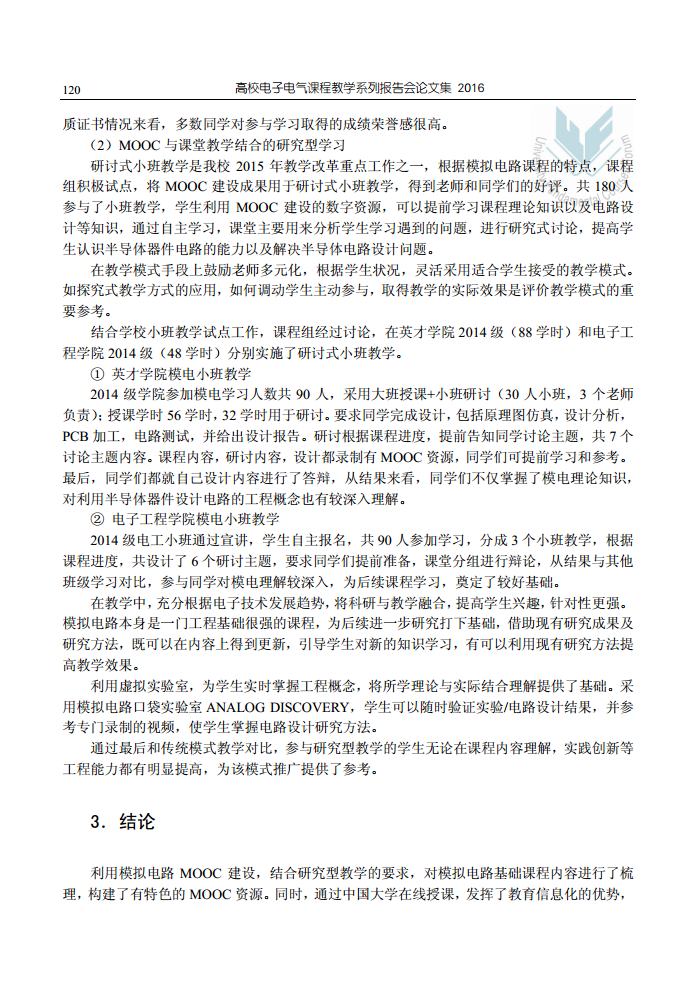 120
高校电子电气课程教学系列报告会论文集 2016
质证书情况来看，多数同学对参与学习取得的成绩荣誉感很高。
（2）MOOC 与课堂教学结合的研究型学习
研讨式小班教学是我校 2015 年教学改革重点工作之一，根据模拟电路课程的特点，课程
组积极试点，将 MOOC 建设成果用于研讨式小班教学，得到老师和同学们的好评。共 180 人
参与了小班教学，学生利用 MOOC 建设的数字资源，可以提前学习课程理论知识以及电路设
计等知识，通过自主学习，课堂主要用来分析学生学习遇到的问题，进行研究式讨论，提高学
生认识半导体器件电路的能力以及解决半导体电路设计问题。
在教学模式手段上鼓励老师多元化，根据学生状况，灵活采用适合学生接受的教学模式。
如探究式教学方式的应用，如何调动学生主动参与，取得教学的实际效果是评价教学模式的重
要参考。
结合学校小班教学试点工作，课程组经过讨论，在英才学院 2014 级（88 学时）和电子工
程学院 2014 级（48 学时）分别实施了研讨式小班教学。
① 英才学院模电小班教学
2014 级学院参加模电学习人数共 90 人，采用大班授课+小班研讨（30 人小班，3 个老师
负责）；授课学时 56 学时，32 学时用于研讨。要求同学完成设计，包括原理图仿真，设计分析，
PCB 加工，电路测试，并给出设计报告。研讨根据课程进度，提前告知同学讨论主题，共 7 个
讨论主题内容。课程内容，研讨内容，设计都录制有 MOOC 资源，同学们可提前学习和参考。
最后，同学们都就自己设计内容进行了答辩，从结果来看，同学们不仅掌握了模电理论知识，
对利用半导体器件设计电路的工程概念也有较深入理解。
② 电子工程学院模电小班教学
2014 级电工小班通过宣讲，学生自主报名，共 90 人参加学习，分成 3 个小班教学，根据
课程进度，共设计了 6 个研讨主题，要求同学们提前准备，课堂分组进行辩论，从结果与其他
班级学习对比，参与同学对模电理解较深入，为后续课程学习，奠定了较好基础。
在教学中，充分根据电子技术发展趋势，将科研与教学融合，提高学生兴趣，针对性更强。
模拟电路本身是一门工程基础很强的课程，为后续进一步研究打下基础，借助现有研究成果及
研究方法，既可以在内容上得到更新，引导学生对新的知识学习，有可以利用现有研究方法提
高教学效果。
利用虚拟实验室，为学生实时掌握工程概念，将所学理论与实际结合理解提供了基础。采
用模拟电路口袋实验室 ANALOG DISCOVERY，学生可以随时验证实验/电路设计结果，并参
考专门录制的视频，使学生掌握电路设计研究方法。
通过最后和传统模式教学对比，参与研究型教学的学生无论在课程内容理解，实践创新等
工程能力都有明显提高，为该模式推广提供了参考。
3．结论
利用模拟电路 MOOC 建设，结合研究型教学的要求，对模拟电路基础课程内容进行了梳
理，构建了有特色的 MOOC 资源。同时，通过中国大学在线授课，发挥了教育信息化的优势，